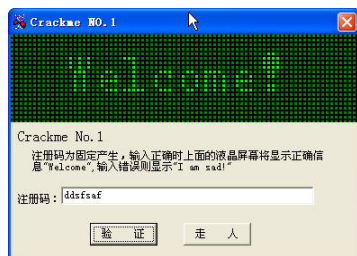 Crackme NO.1
Welcome!
Crackme No.1
注册码为固定产生，输入正确时上面的液晶屏幕将显示正确信
息"Welcome",输入错误则显示"I am sad!"
注册码： ddsfsaf
验 证 走 人